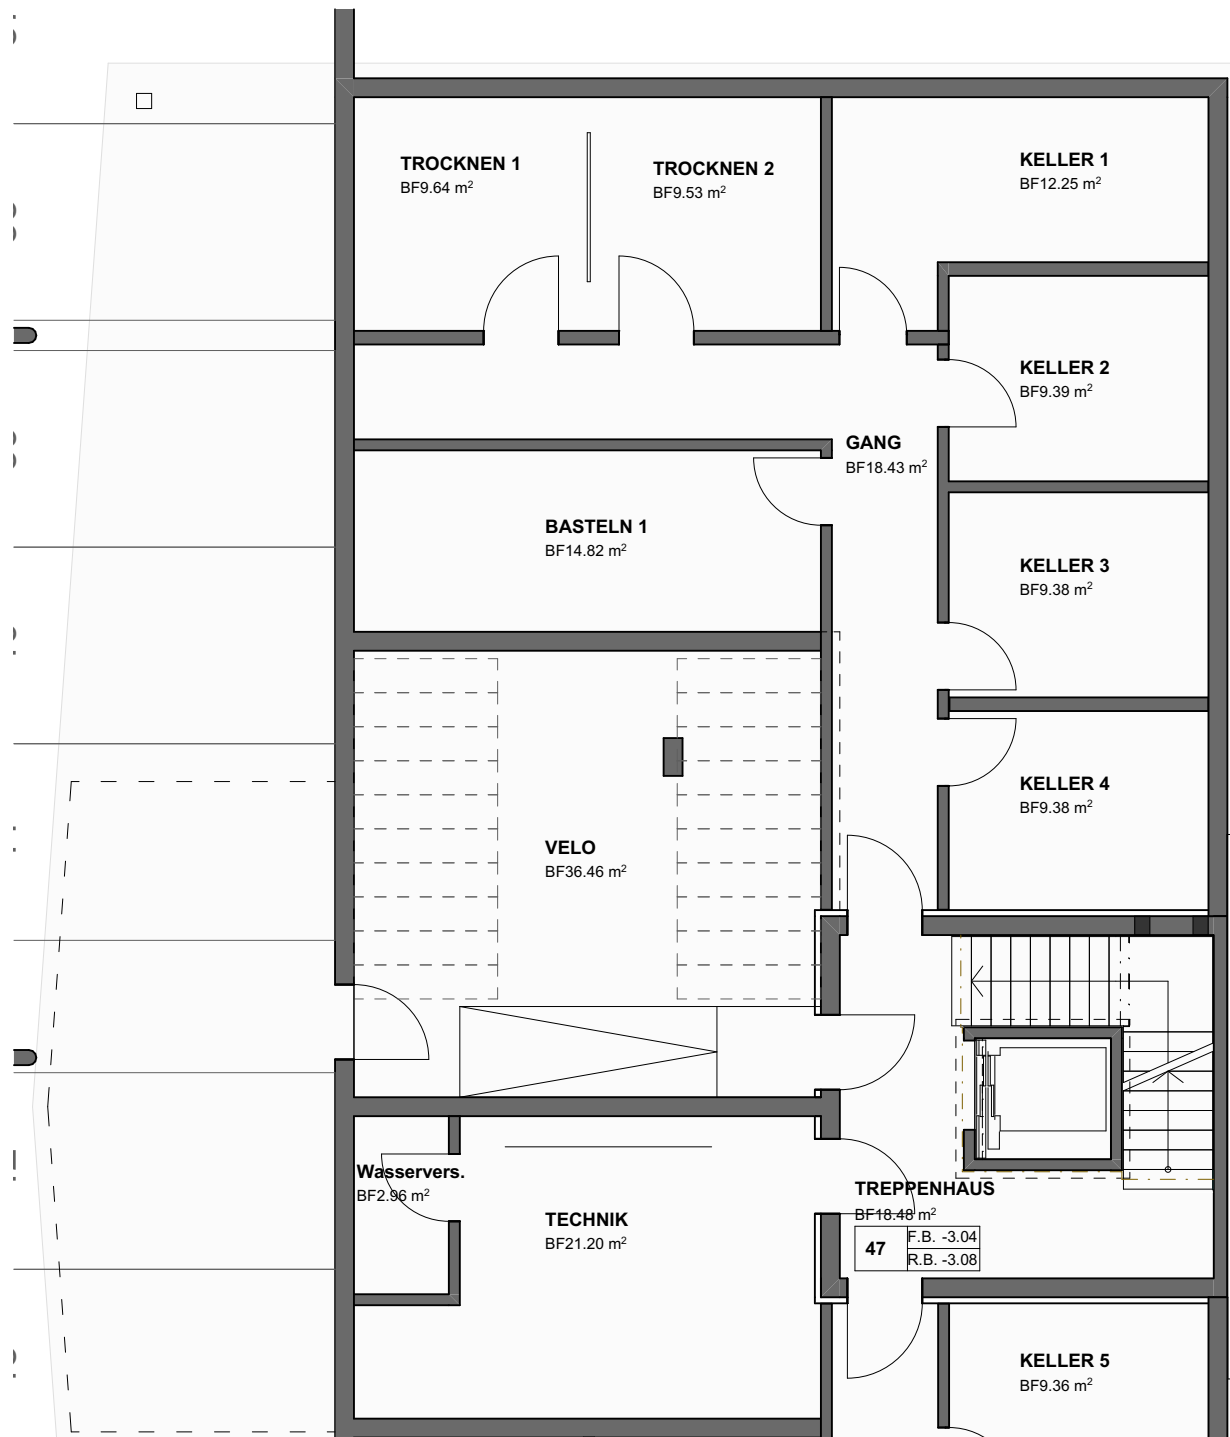 TROCKNEN 1
BF9.64 m²
TROCKNEN 2
BF9.53 m²
KELLER 1
BF12.25 m²
KELLER 2
BF9.39 m²
GANG
BF18.43 m²
BASTELN 1
BF14.82 m²
KELLER 3
BF9.38 m²
KELLER 4
BF9.38 m²
VELO
BF36.46 m²
Wasservers.
BF2.96 m²
TECHNIK
BF21.20 m²
TREPPENHAUS
BF18.48 m²
47
F.B. -3.04
R.B. -3.08
KELLER 5
BF9.36 m²